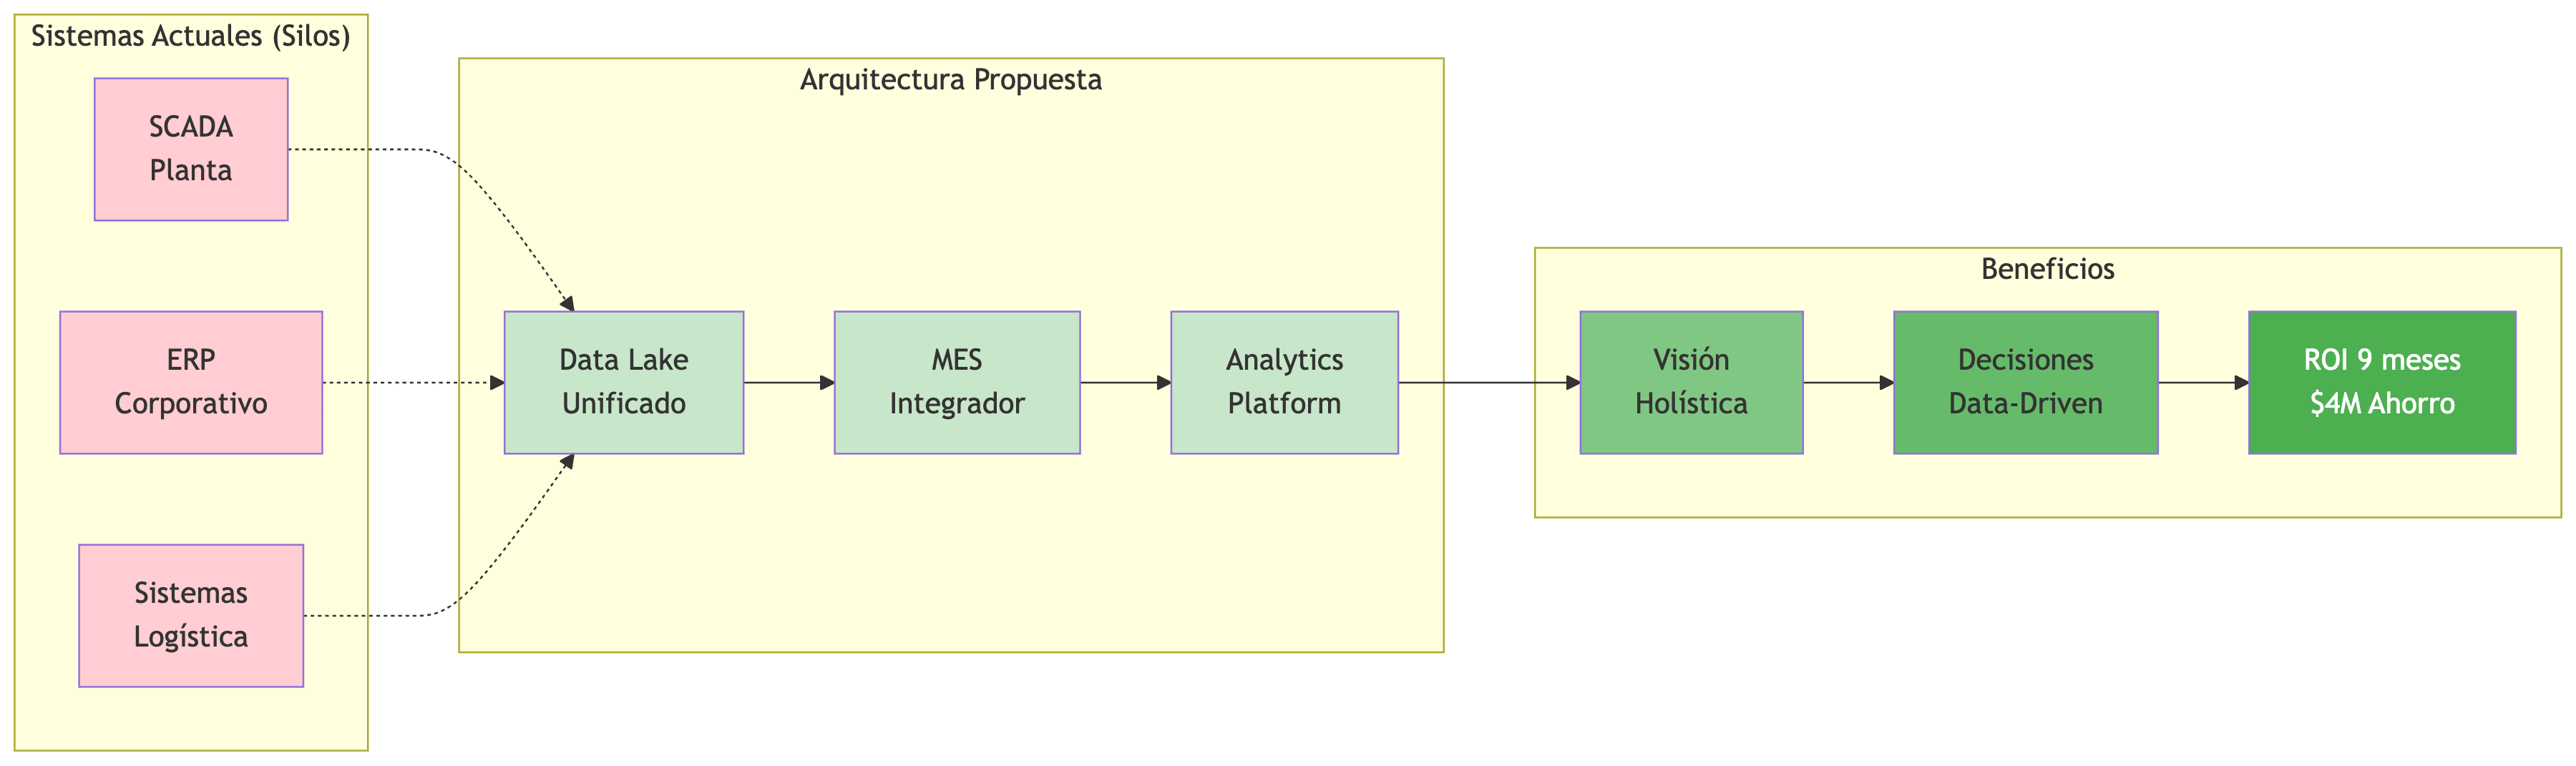 Sistemas Actuales (Silos)
SCADA
Planta
ERP
Corporativo
Sistemas
Logística
Arquitectura Propuesta
Data Lake
Unificado
MES
Integrador
Analytics
Platform
Beneficios
Visión
Holística
Decisiones
Data-Driven
ROI 9 meses
$4M Ahorro